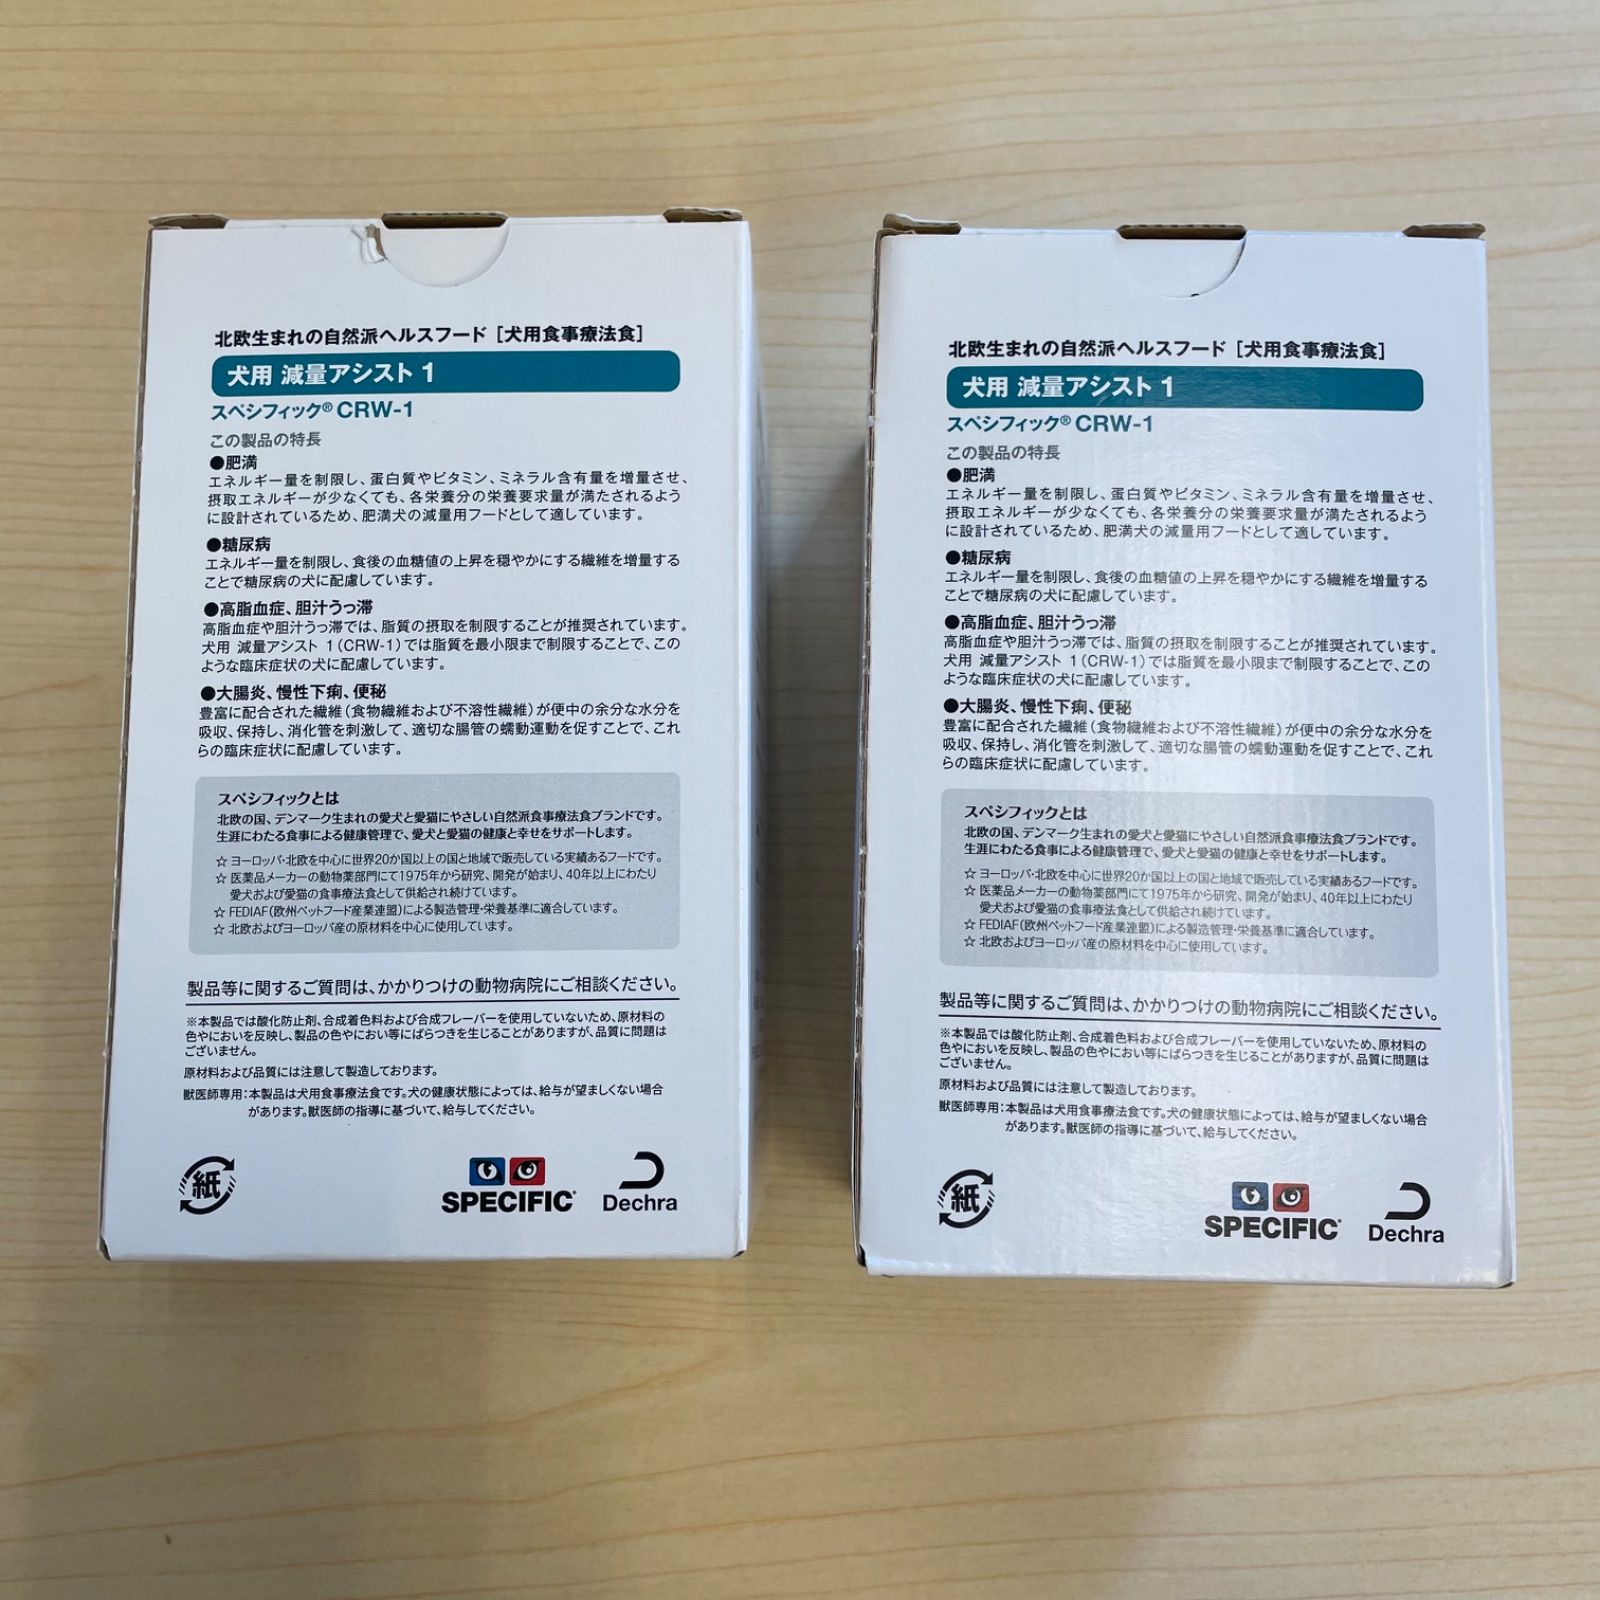 北欧生まれの自然派ヘルスフード [犬用食事療法食]
犬用 減量アシスト 1
スペシフィック® CRW-1
この製品の特長
●肥満
エネルギー量を制限し、蛋白質やビタミン、ミネラル含有量を増量させ、
摂取エネルギーが少なくても、各栄養分の栄養要求量が満たされるよう
に設計されているため、肥満犬の減量用フードとして適しています。
●糖尿病
エネルギー量を制限し、食後の血糖値の上昇を穏やかにする繊維を増量する
ことで糖尿病の犬に配慮しています。
●高脂血症、胆汁うっ滞
高脂血症や胆汁うっ滞では、脂質の摂取を制限することが推奨されています。
犬用 減量アシスト 1(CRW-1)では脂質を最小限まで制限することで、この
ような臨床症状の犬に配慮しています。
●大腸炎、慢性下痢、便秘
豊富に配合された繊維(食物繊維および不溶性繊維)が便中の余分な水分を
吸収、保持し、消化管を刺激して、適切な腸管の蠕動運動を促すことで、これ
らの臨床症状に配慮しています。
スペシフィックとは
北欧の国、デンマーク生まれの愛犬と愛猫にやさしい自然派食事療法食ブランドです。
生涯にわたる食事による健康管理で、愛犬と愛猫の健康と幸せをサポートします。
☆ ヨーロッパ・北欧を中心に世界20か国以上の国と地域で販売している実績あるフードです。
☆ 医薬品メーカーの動物薬部門にて1975年から研究、開発が始まり、40年以上にわたり
愛犬および愛猫の食事療法食として供給され続けています。
☆ FEDIAF(欧州ペットフード産業連盟)による製造管理・栄養基準に適合しています。
☆ 北欧およびヨーロッパ産の原材料を中心に使用しています。
製品等に関するご質問は、かかりつけの動物病院にご相談ください。
※本製品では酸化防止剤、合成着色料および合成フレーバーを使用していないため、原材料の
色やにおいを反映し、製品の色やにおい等にばらつきを生じることがありますが、品質に問題は
ございません。
原材料および品質には注意して製造しております。
獣医師専用：本製品は犬用食事療法食です。犬の健康状態によっては、給与が望ましくない場合
があります。獣医師の指導に基づいて、給与してください。
紙
SPECIFIC®
Dechra
北欧生まれの自然派ヘルスフード [犬用食事療法食]
犬用 減量アシスト 1
スペシフィック® CRW-1
この製品の特長
●肥満
エネルギー量を制限し、蛋白質やビタミン、ミネラル含有量を増量させ、
摂取エネルギーが少なくても、各栄養分の栄養要求量が満たされるよう
に設計されているため、肥満犬の減量用フードとして適しています。
●糖尿病
エネルギー量を制限し、食後の血糖値の上昇を穏やかにする繊維を増量する
ことで糖尿病の犬に配慮しています。
●高脂血症、胆汁うっ滞
高脂血症や胆汁うっ滞では、脂質の摂取を制限することが推奨されています。
犬用 減量アシスト 1(CRW-1)では脂質を最小限まで制限することで、この
ような臨床症状の犬に配慮しています。
●大腸炎、慢性下痢、便秘
豊富に配合された繊維(食物繊維および不溶性繊維)が便中の余分な水分を
吸収、保持し、消化管を刺激して、適切な腸管の蠕動運動を促すことで、これ
らの臨床症状に配慮しています。
スペシフィックとは
北欧の国、デンマーク生まれの愛犬と愛猫にやさしい自然派食事療法食ブランドです。
生涯にわたる食事による健康管理で、愛犬と愛猫の健康と幸せをサポートします。
☆ ヨーロッパ・北欧を中心に世界20か国以上の国と地域で販売している実績あるフードです。
☆ 医薬品メーカーの動物薬部門にて1975年から研究、開発が始まり、40年以上にわたり
愛犬および愛猫の食事療法食として供給され続けています。
☆ FEDIAF(欧州ペットフード産業連盟)による製造管理・栄養基準に適合しています。
☆ 北欧およびヨーロッパ産の原材料を中心に使用しています。
製品等に関するご質問は、かかりつけの動物病院にご相談ください。
※本製品では酸化防止剤、合成着色料および合成フレーバーを使用していないため、原材料の
色やにおいを反映し、製品の色やにおい等にばらつきを生じることがありますが、品質に問題は
ございません。
原材料および品質には注意して製造しております。
獣医師専用：本製品は犬用食事療法食です。犬の健康状態によっては、給与が望ましくない場合
があります。獣医師の指導に基づいて、給与してください。
紙
SPECIFIC®
Dechra